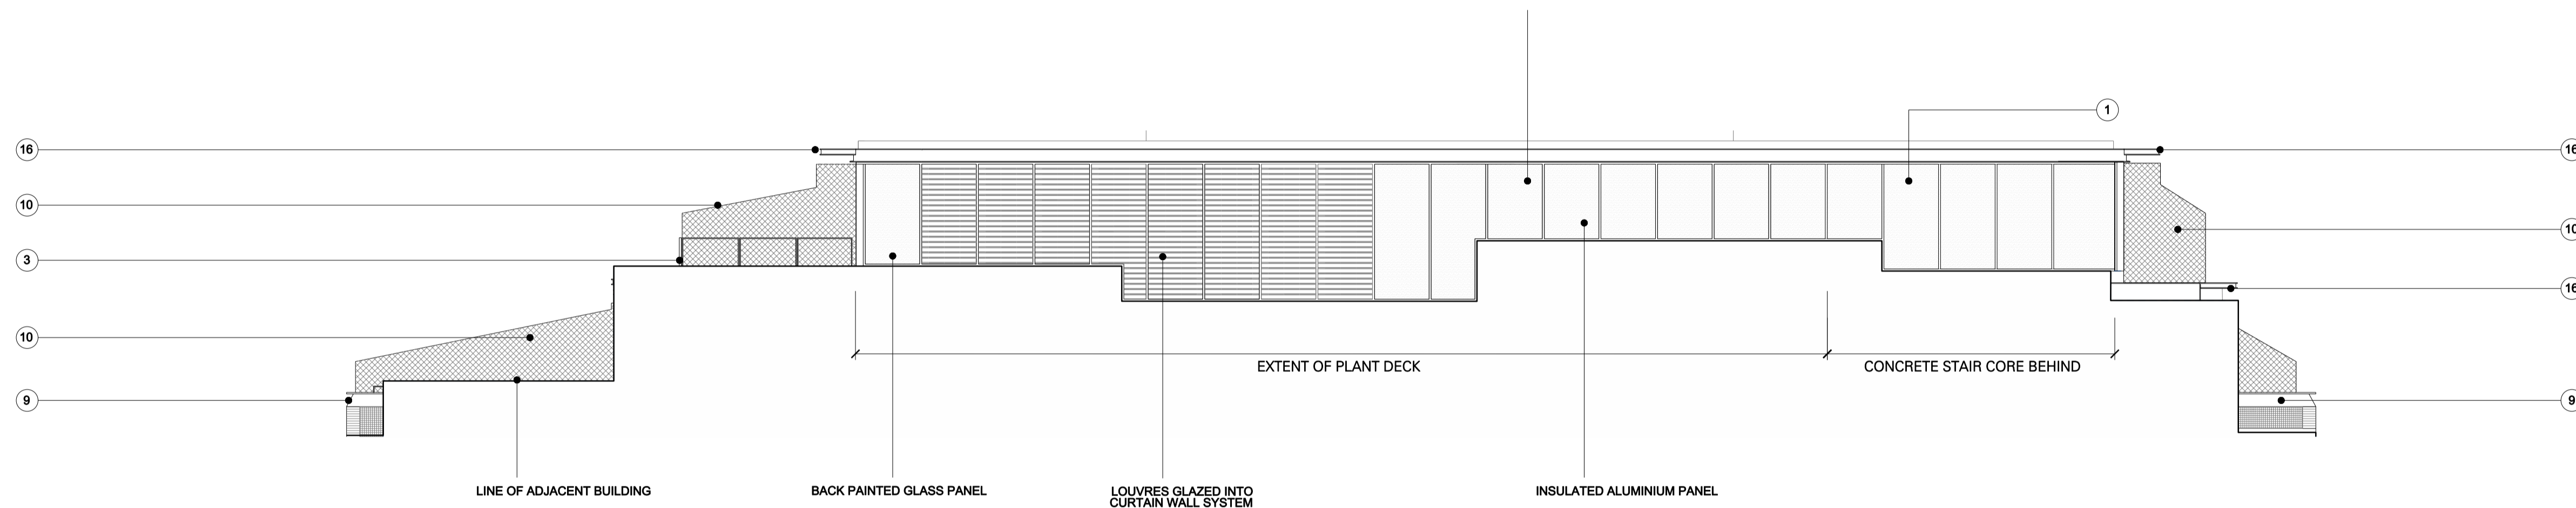 1
16
16
10
10
3
16
10
9
9
EXTENT OF PLANT DECK
CONCRETE STAIR CORE BEHIND
LINE OF ADJACENT BUILDING
BACK PAINTED GLASS PANEL
LOUVRES GLAZED INTO
CURTAIN WALL SYSTEM
INSULATED ALUMINIUM PANEL